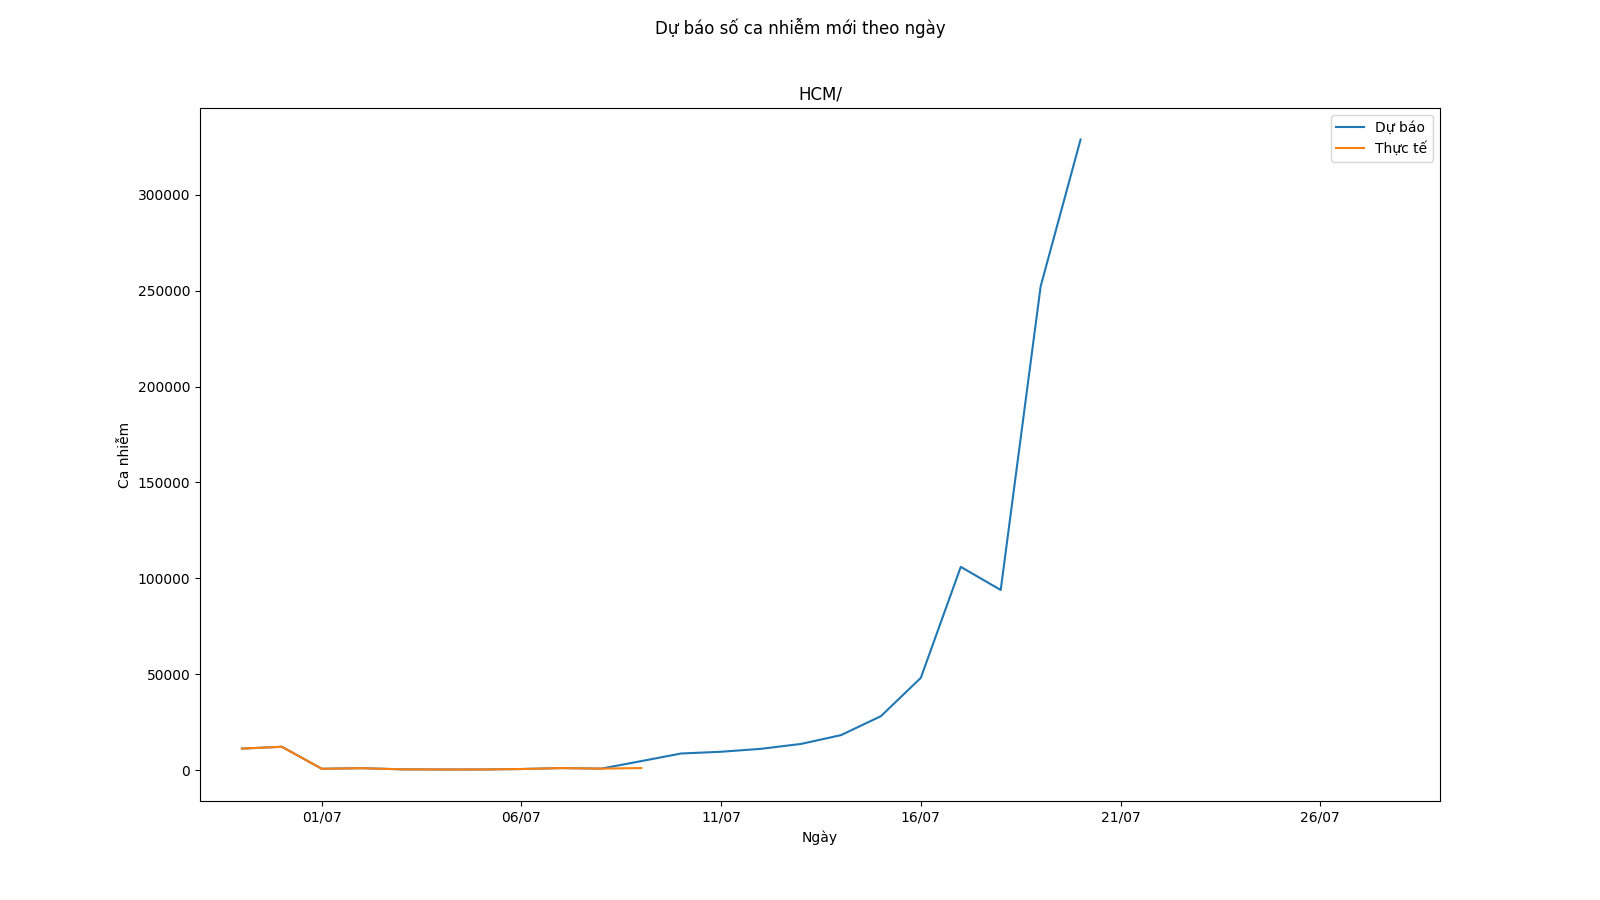 Dự báo số ca nhiễm mới theo ngày
HCM/
Dự báo
Thực tế
300000
250000
200000
150000
100000
50000
0
Ca nhiễm
01/07
06/07
11/07
16/07
21/07
26/07
Ngày